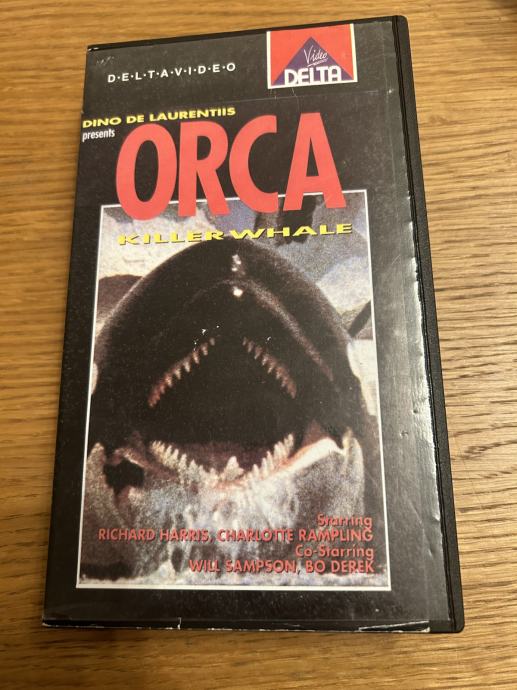 D·E·L·T·A·V·I·D·E·O
Video
DELTA
DINO DE LAURENTIIS
presents
ORCA
KILLER WHALE
Starring
RICHARD HARRIS, CHARLOTTE RAMPLING
Co-Starring
WILL SAMPSON, BO DEREK